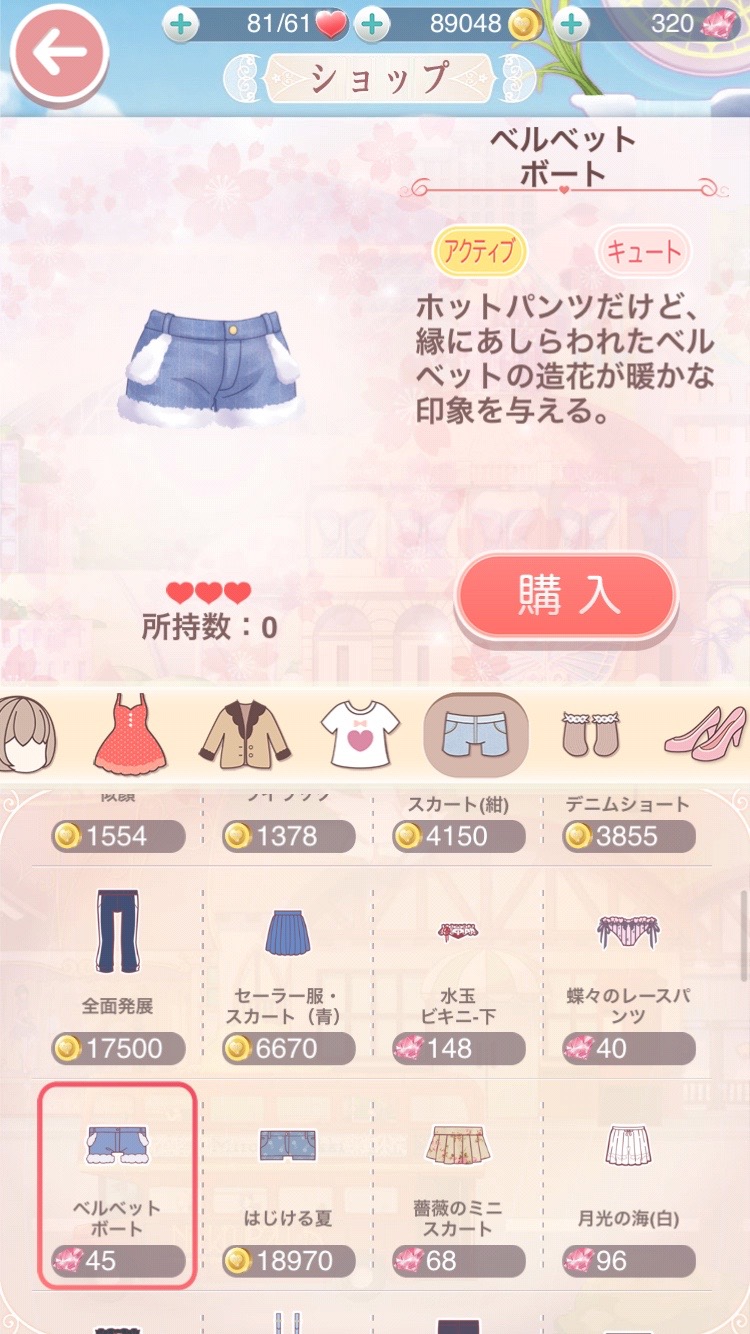 81/61
89048
320
ショップ
ベルベット
ボート
アクティブ
キュート
ホットパンツだけど、
縁にあしらわれたベル
ベットの造花が暖かな
印象を与える。
所持数：0
購入
スカート(紺)
デニムショート
1554
1378
4150
3855
全面発展
セーラー服・
スカート（青）
水玉
ビキニ-下
蝶々のレースパ
ンツ
17500
6670
148
40
ベルベット
ボート
はじける夏
薔薇のミニ
スカート
月光の海(白)
45
18970
68
96